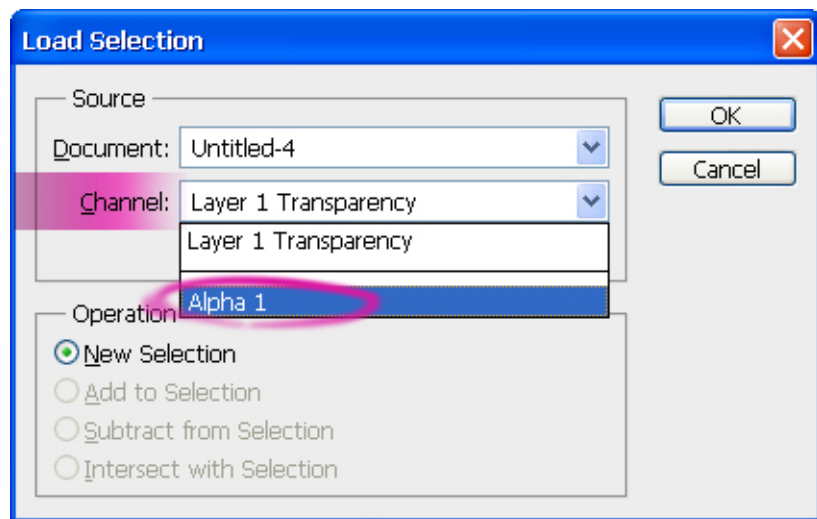 Load Selection
Source
OK
Document: Untitled-4
Cancel
Channel: Layer 1 Transparency
Layer 1 Transparency
Alpha 1
Operation
New Selection
Add to Selection
Subtract from Selection
Intersect with Selection